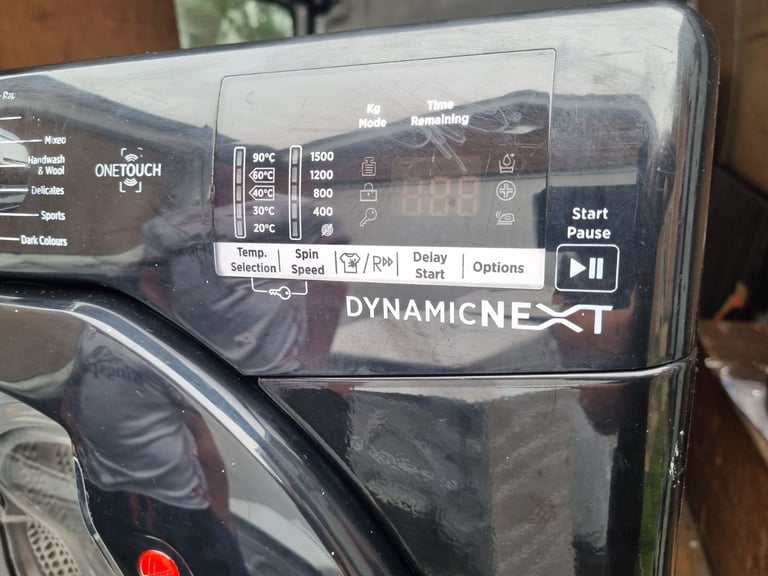 Mixed
Handwash
& Wool
Delicates
Sports
Dark Colours
ONETOUCH
Kg
Mode
Time
Remaining
90°C
60°C
40°C
30°C
20°C
1500
1200
800
400
Temp.
Selection
Spin
Speed
/R
Delay
Start
Options
Start
Pause
DYNAMICNEXT